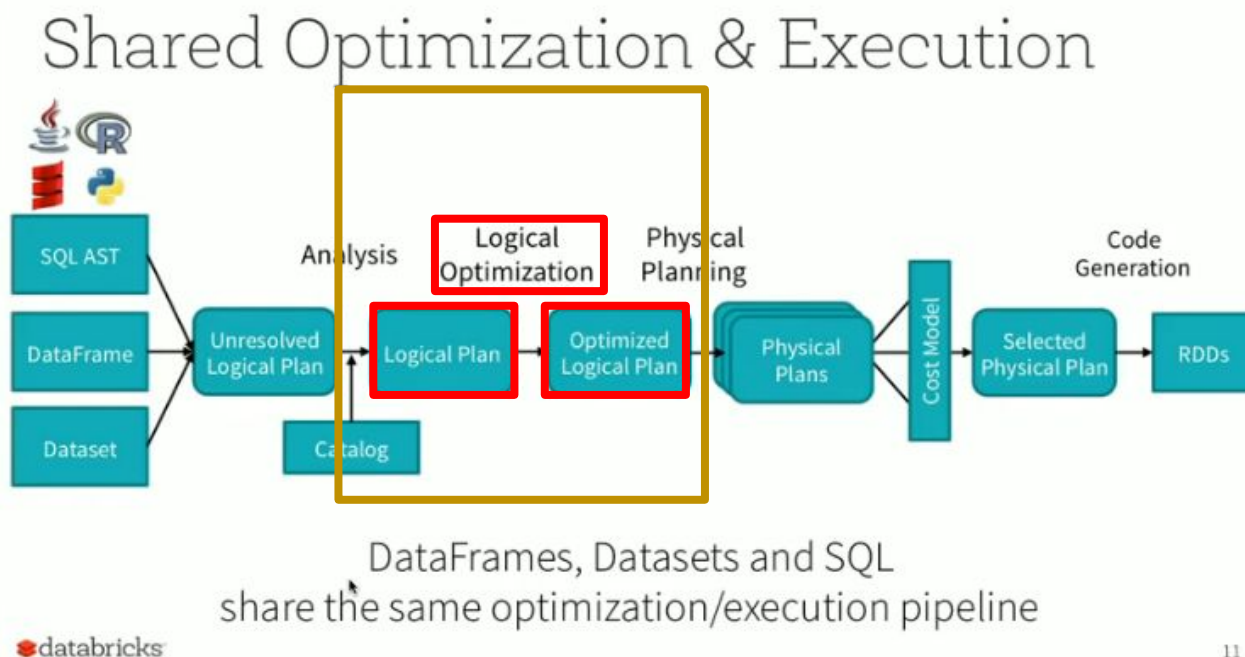 Shared Optimization & Execution
R
SQL AST
DataFrame
Dataset
Unresolved
Logical Plan
Analysis
Catalog
Logical Plan
Logical
Optimization
Optimized
Logical Plan
Physical
Planning
Physical
Plans
Cost Model
Selected
Physical Plan
Code
Generation
RDDs
DataFrames, Datasets and SQL
share the same optimization/execution pipeline
databricks
11